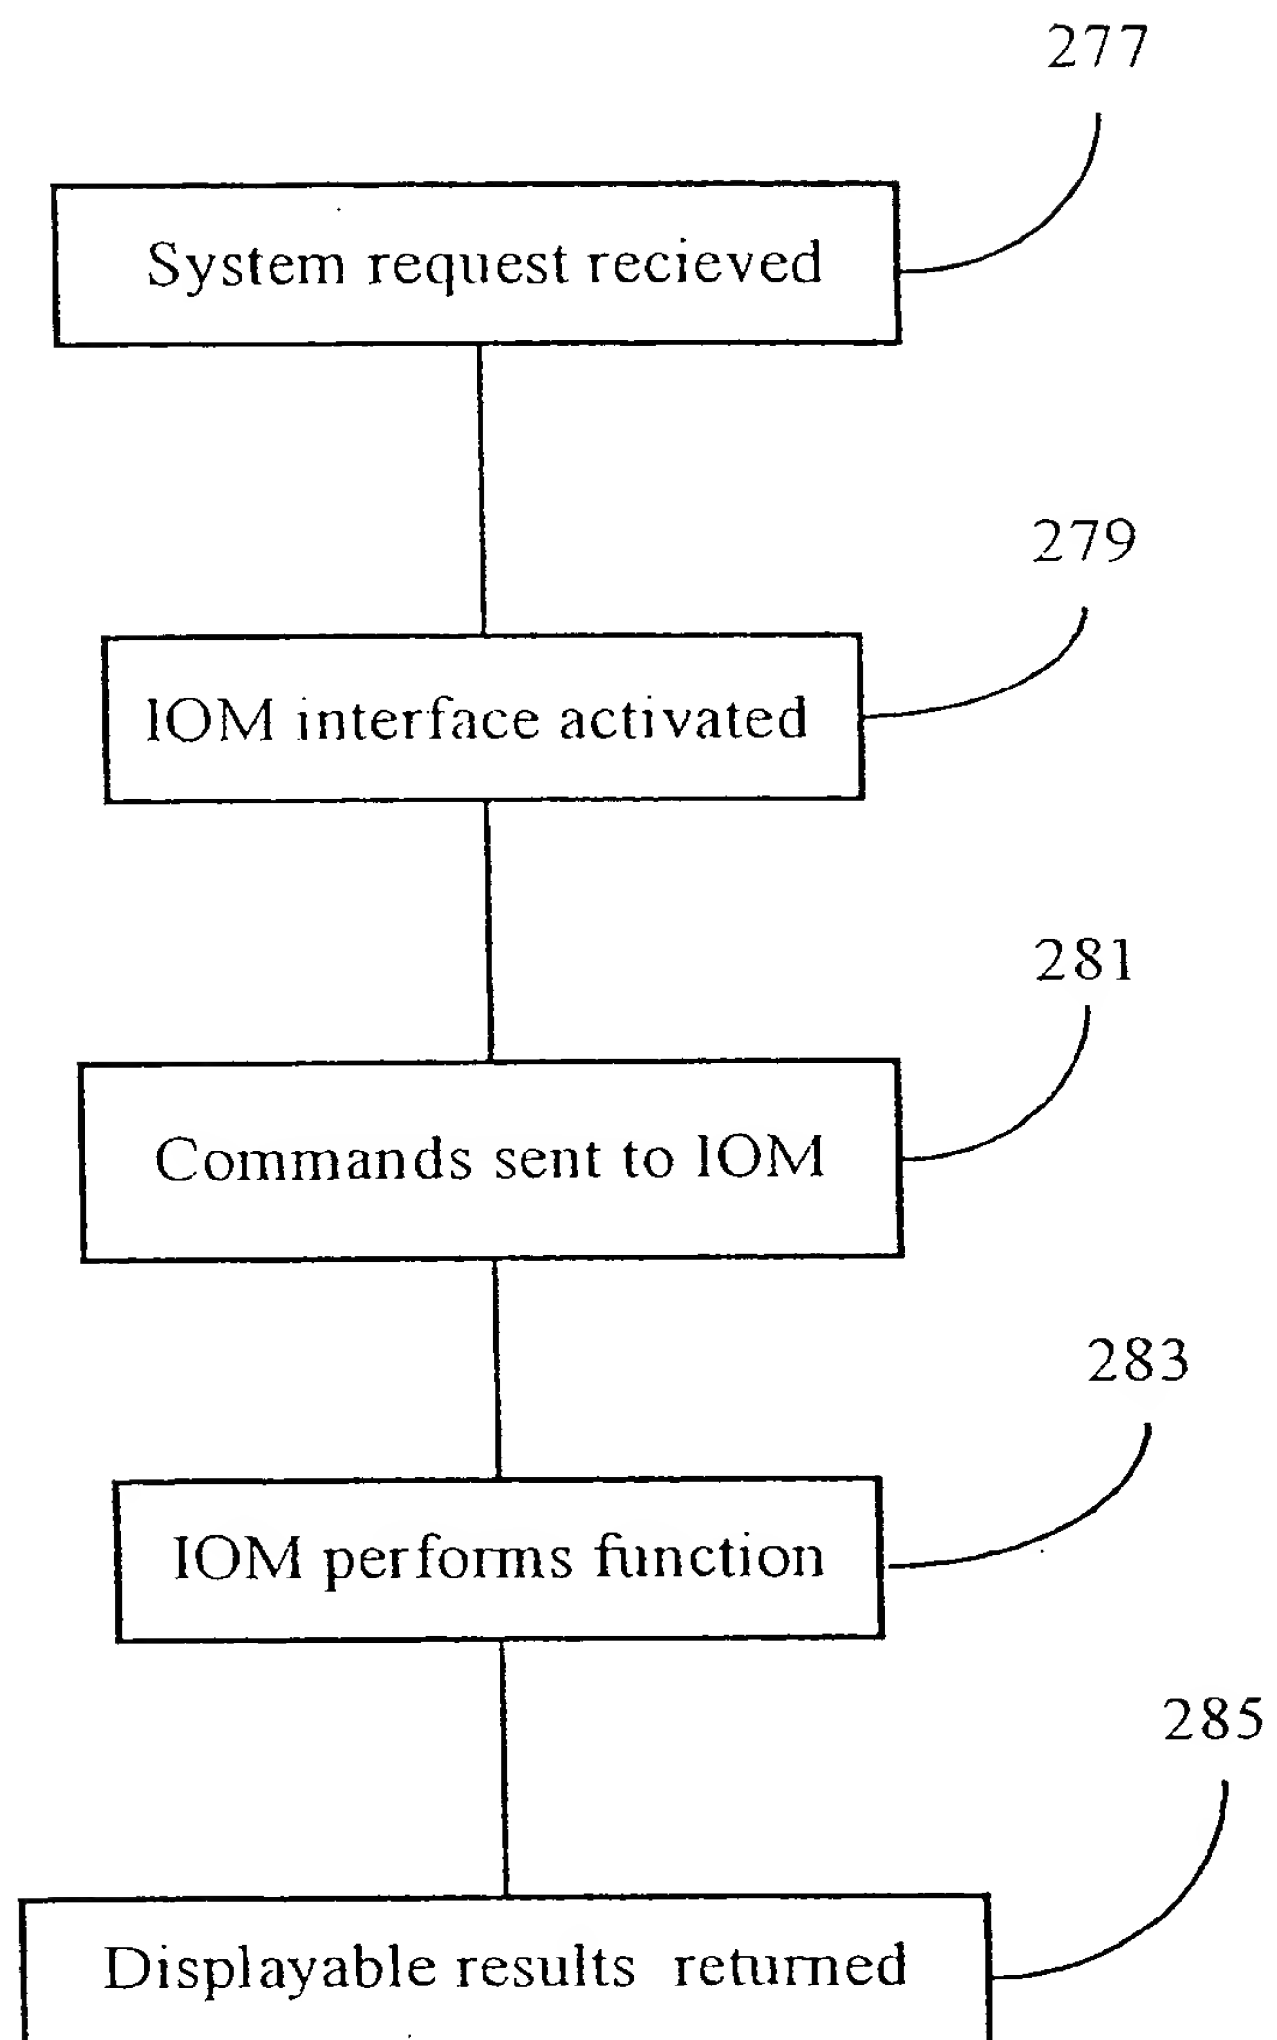 277
System request recieved
279
IOM interface activated
281
Commands sent to IOM
283
IOM performs function
285
Displayable results returned